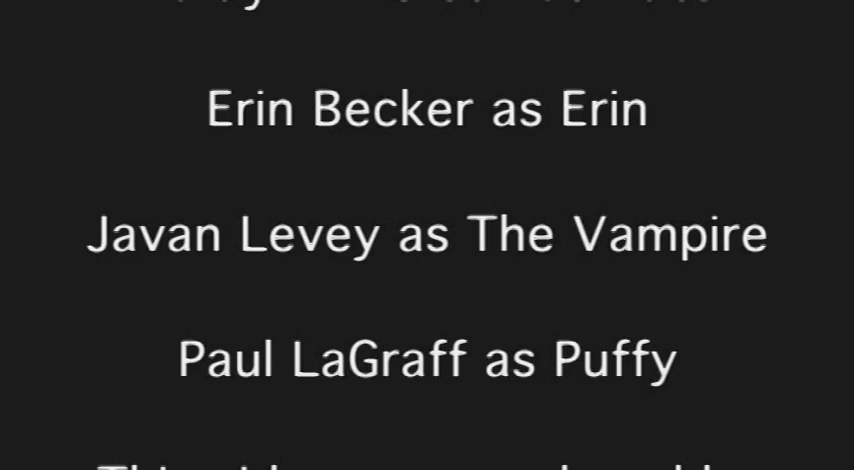 Erin Becker as Erin
Javan Levey as The Vampire
Paul LaGraff as Puffy